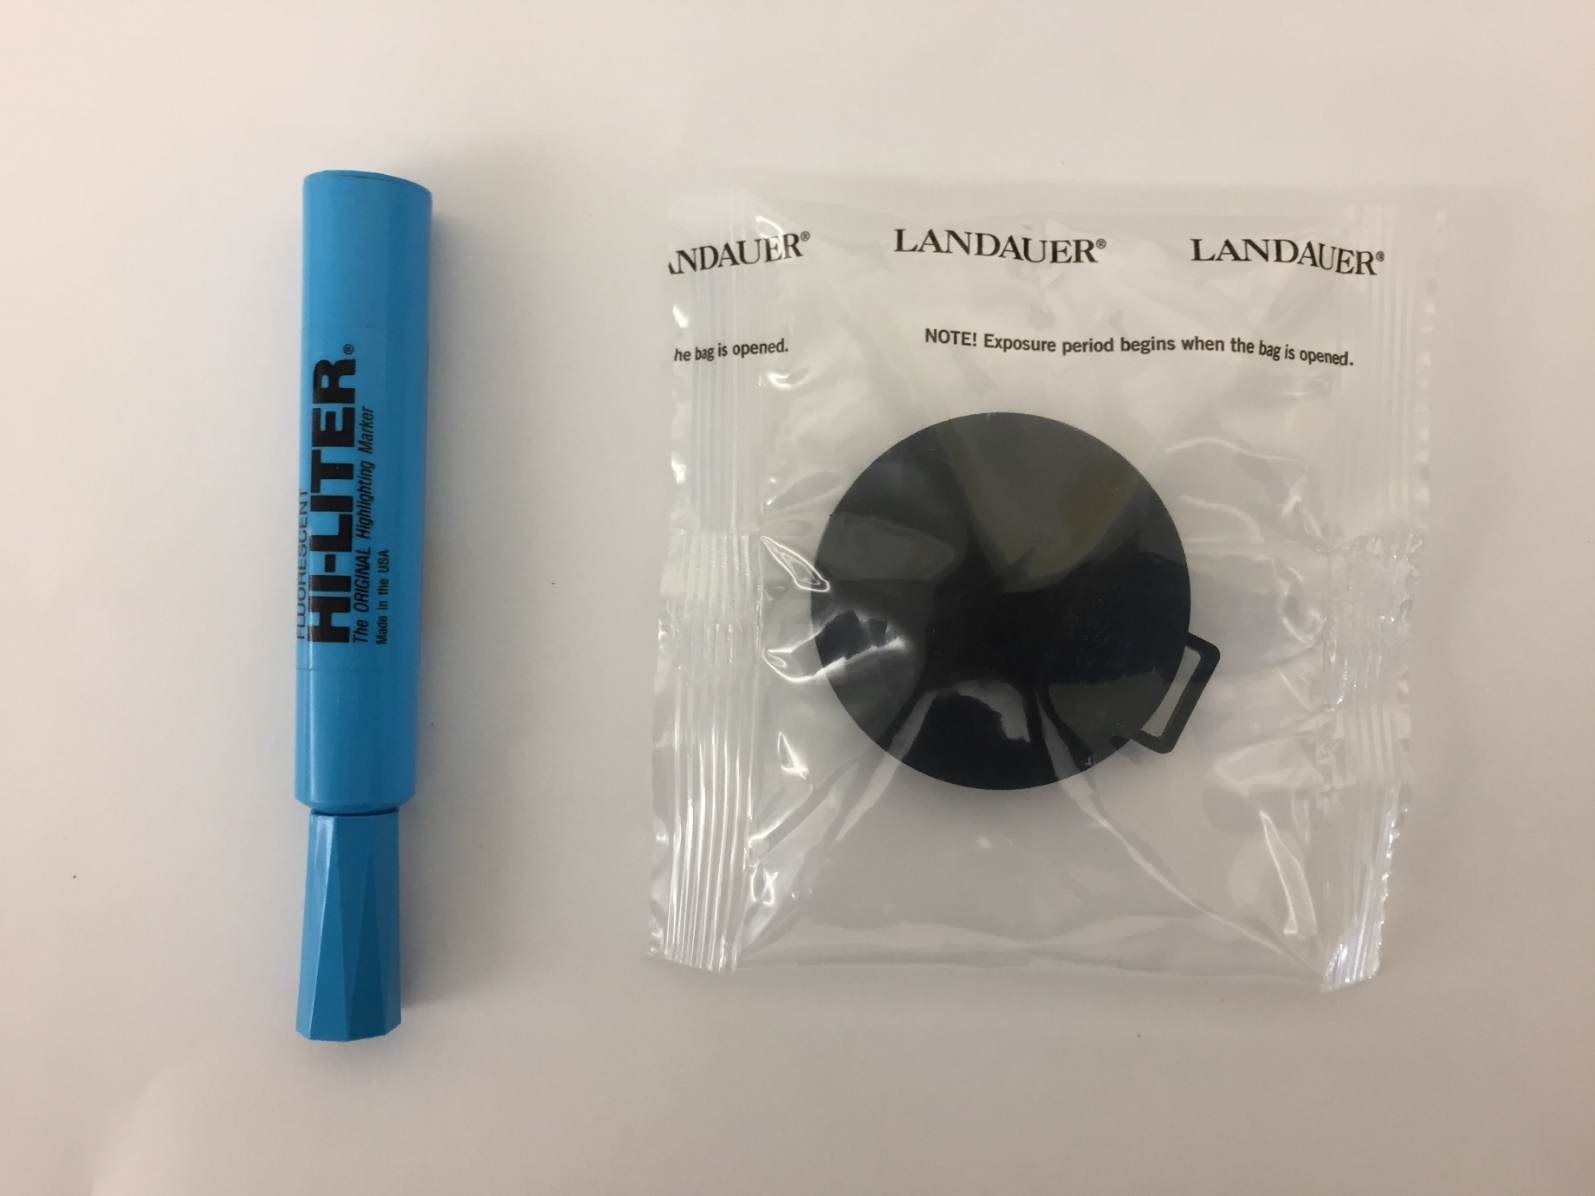 FLUORESCENT
HI-LITER®
The ORIGINAL Highlighting Marker
Made in the USA
ANDAUER® LANDAUER® LANDAUER®
he bag is opened. NOTE! Exposure period begins when the bag is opened.